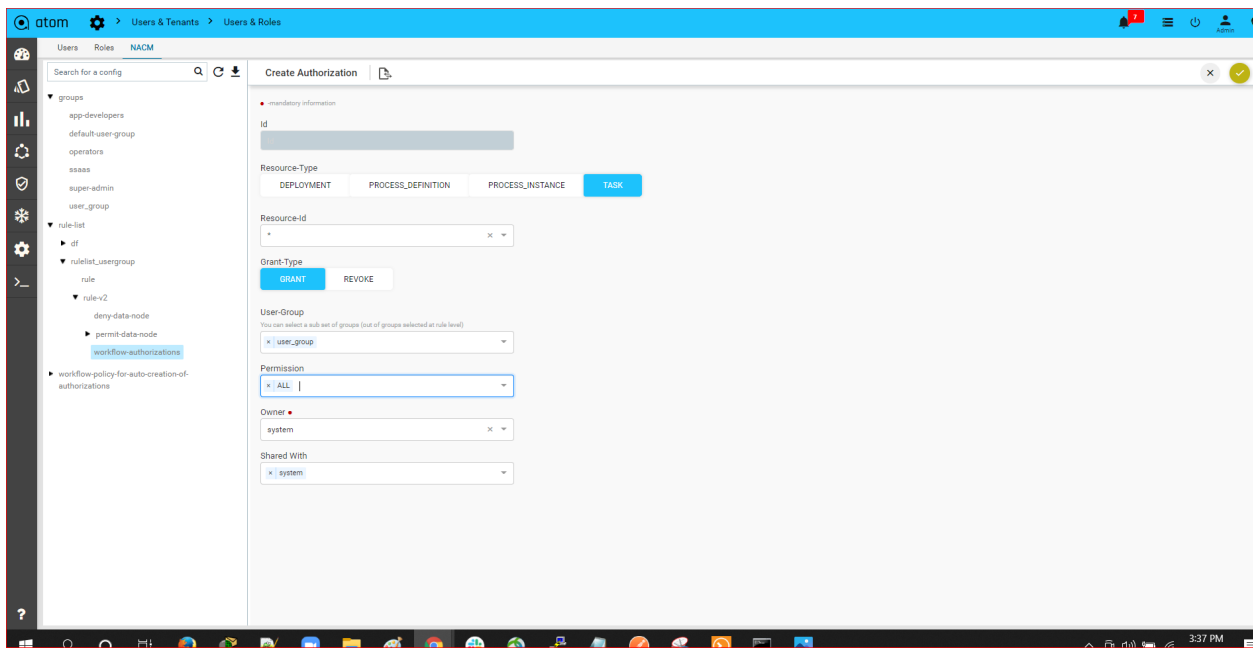 atom > Users & Tenants > Users & Roles 7 Admin
Users Roles NACM
Search for a config
Create Authorization
groups
app-developers
default-user-group
operators
ssaas
super-admin
user_group
rule-list
df
rulelist_usergroup
rule
rule-v2
deny-data-node
permit-data-node
workflow-authorizations
workflow-policy-for-auto-creation-of-
authorizations
-mandatory information
Id
Resource-Type
DEPLOYMENT PROCESS_DEFINITION PROCESS_INSTANCE TASK
Resource-Id
*
Grant-Type
GRANT REVOKE
User-Group
You can select a sub set of groups (out of groups selected at rule level)
× user_group
Permission
× ALL
Owner
system ×
Shared With
× system
?
3:37 PM